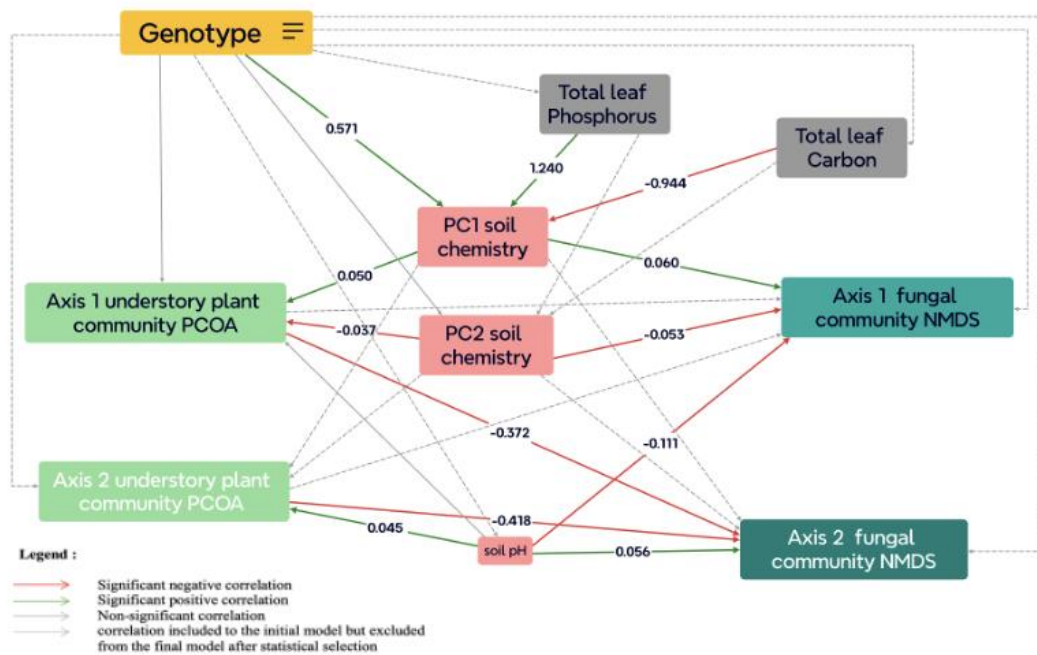 Genotype
Total leaf
Phosphorus
Total leaf
Carbon
0.571
1.240
-0.944
PC1 soil
chemistry
0.050
0.060
Axis 1 understory plant
community PCOA
Axis 1 fungal
community NMDS
-0.037
PC2 soil
chemistry
-0.053
-0.372
-0.111
Axis 2 understory plant
community PCOA
-0.418
0.045
soil pH
0.056
Axis 2 fungal
community NMDS
Legend :
Significant negative correlation
Significant positive correlation
Non-significant correlation
correlation included to the initial model but excluded
from the final model after statistical selection